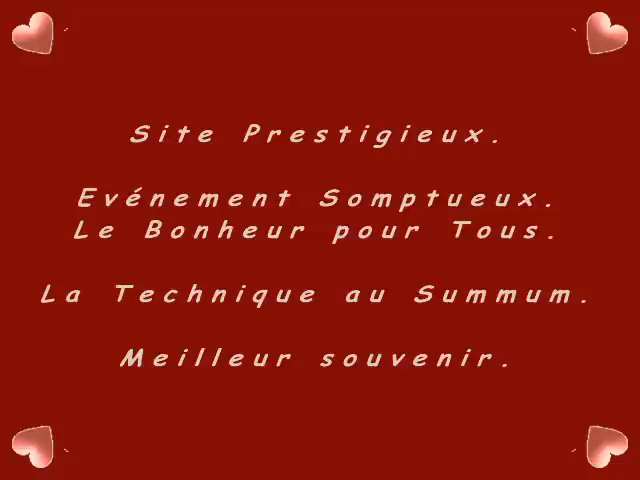 Site Prestigieux.
Evénement Somptueux.
Le Bonheur pour Tous.
La Technique au Summum.
Meilleur souvenir.